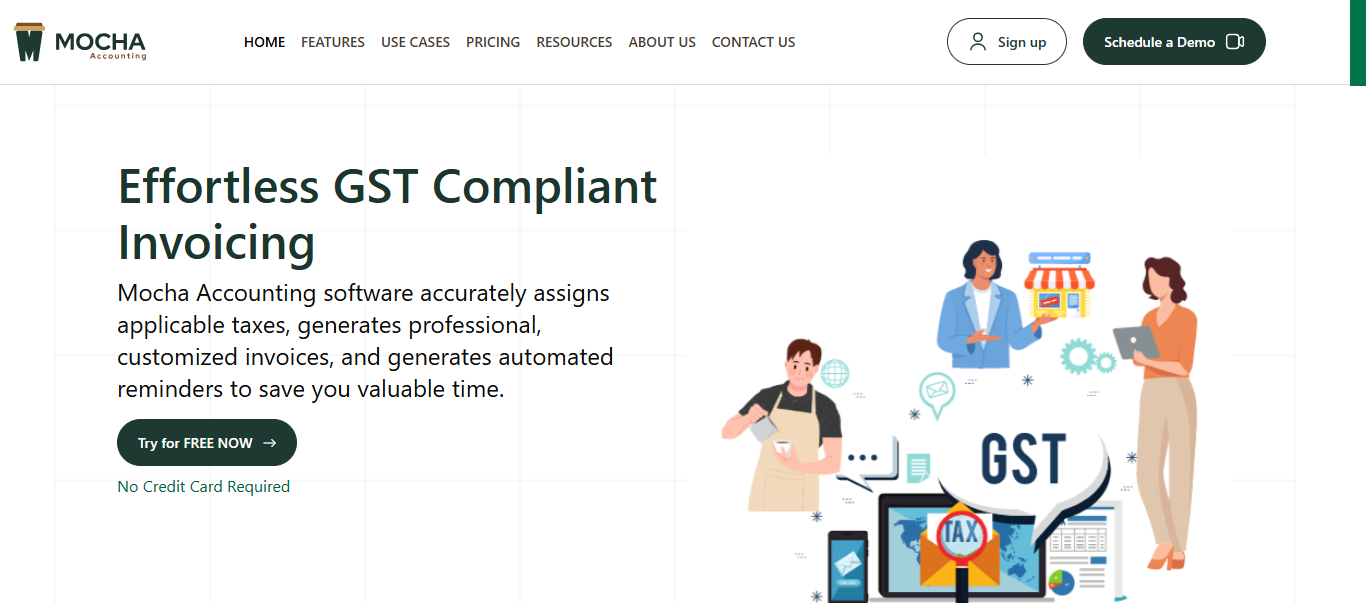 MOCHA
Accounting
HOME FEATURES USE CASES PRICING RESOURCES ABOUT US CONTACT US
Sign up
Schedule a Demo
Effortless GST Compliant
Invoicing
Mocha Accounting software accurately assigns
applicable taxes, generates professional,
customized invoices, and generates automated
reminders to save you valuable time.
Try for FREE NOW →
No Credit Card Required
GST
TAX